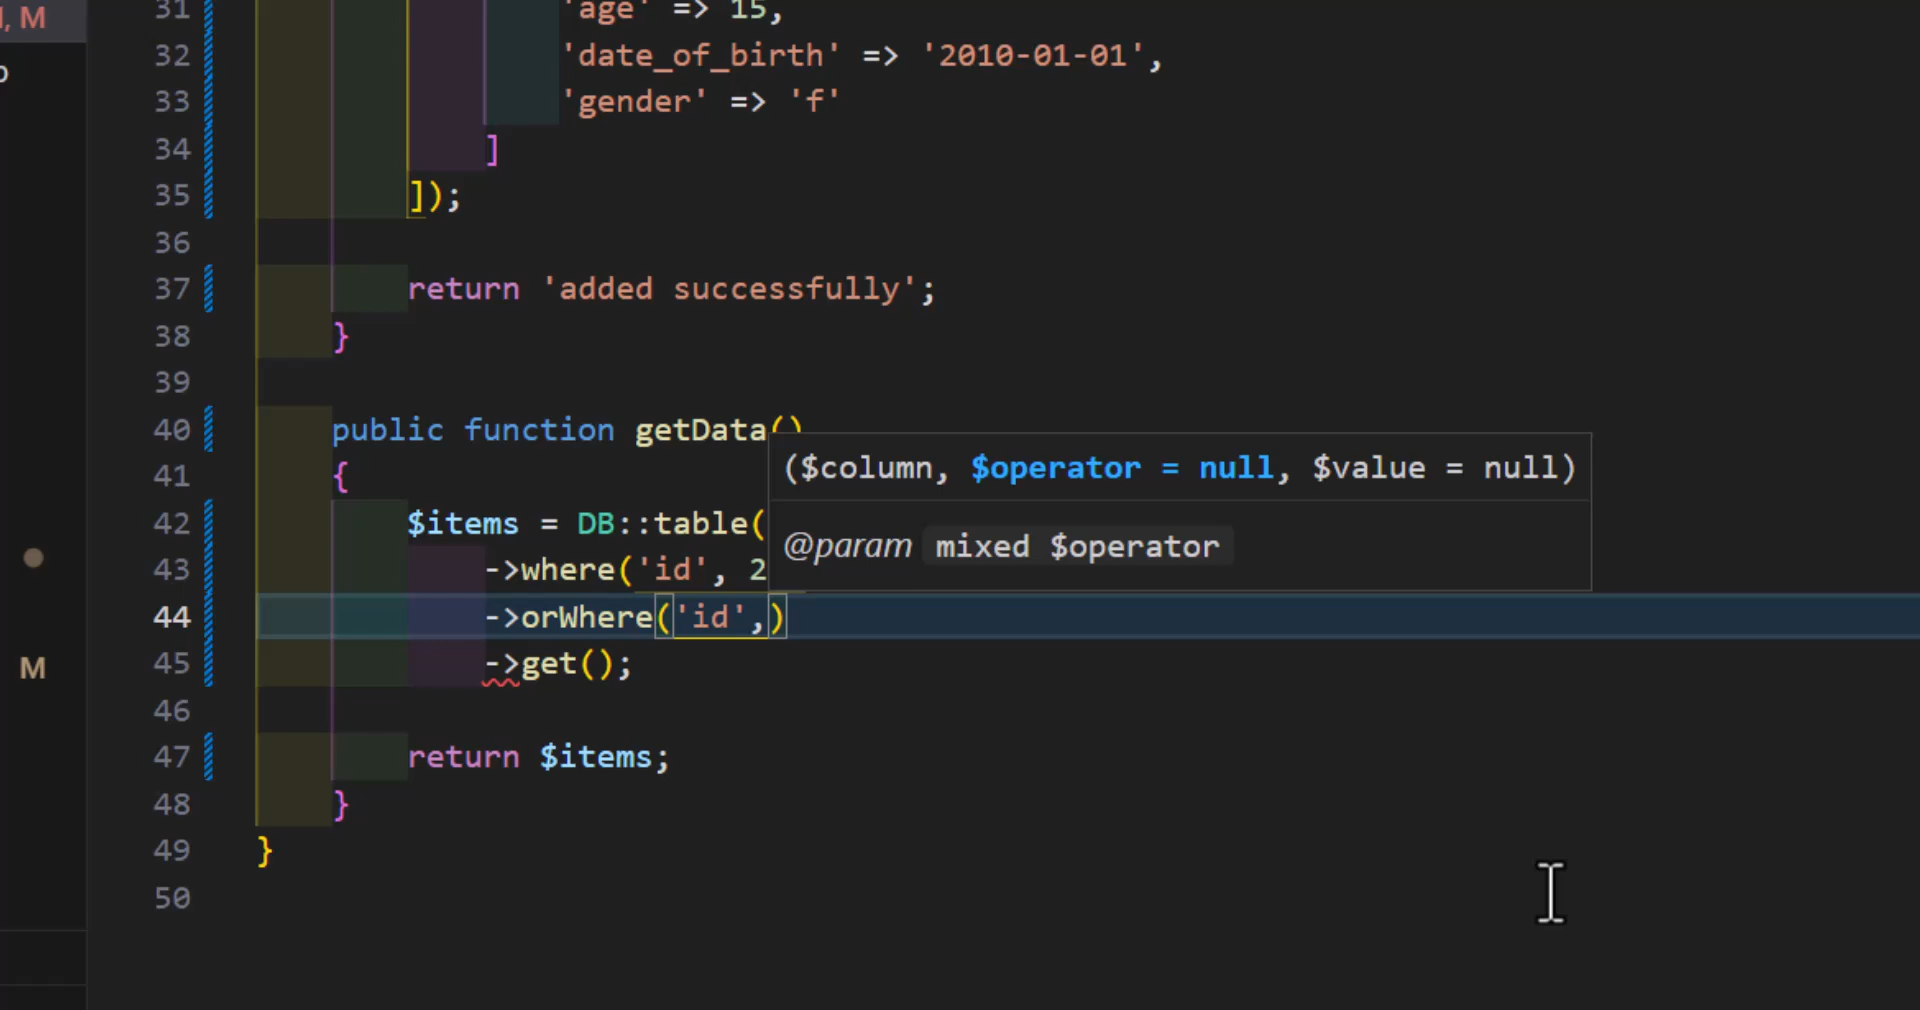 31 'age' => 15,
M
32 'date_of_birth' => '2010-01-01',
33 'gender' => 'f'
34 ]
35 ]);
36
37 return 'added successfully';
38 }
39
40 public function getData()
($column, $operator = null, $value = null)
41 {
42 $items = DB::table(
@param mixed $operator
43 ->where('id', 2
44 ->orWhere('id',)
45 ->get();
M
46
47 return $items;
48 }
49 }
50